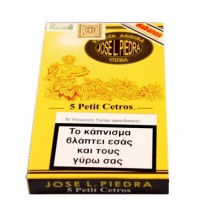 Habanos
JOSE L. PIEDRA
CUBA
5 Petit Cetros
Το κάπνισμα
βλάπτει εσάς
και τους
γύρω σας
JOSE L. PIEDRA
5 Petit Cetros